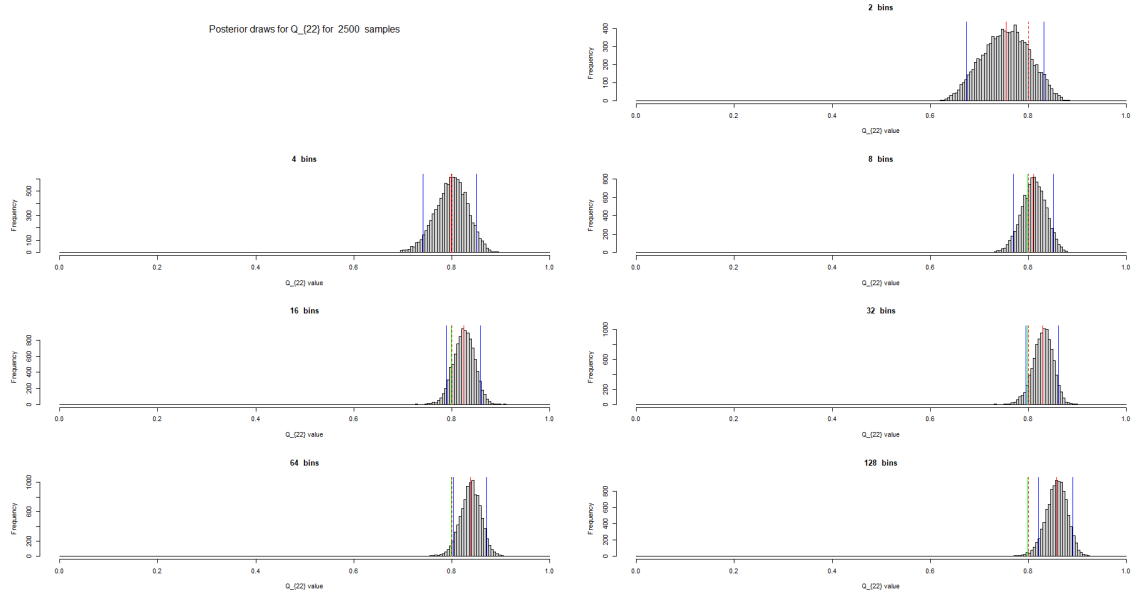 Posterior draws for Q_{22} for 2500 samples
2 bins
Frequency
0 100 200 300 400
0.0 0.2 0.4 0.6 0.8 1.0
Q_{22} value
4 bins
Frequency
0 100 300 500
0.0 0.2 0.4 0.6 0.8 1.0
Q_{22} value
8 bins
Frequency
0 200 400 600 800
0.0 0.2 0.4 0.6 0.8 1.0
Q_{22} value
16 bins
Frequency
0 200 400 600 800
0.0 0.2 0.4 0.6 0.8 1.0
Q_{22} value
32 bins
Frequency
0 200 600 1000
0.0 0.2 0.4 0.6 0.8 1.0
Q_{22} value
64 bins
Frequency
0 200 600 1000
0.0 0.2 0.4 0.6 0.8 1.0
Q_{22} value
128 bins
Frequency
0 200 400 600 800
0.0 0.2 0.4 0.6 0.8 1.0
Q_{22} value